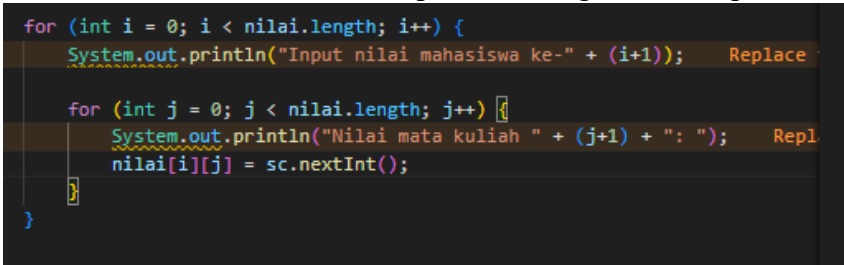 for (int i = 0; i < nilai.length; i++) {
System.out.println("Input nilai mahasiswa ke-" + (i+1)); Replace
for (int j = 0; j < nilai.length; j++) {
System.out.println("Nilai mata kuliah " + (j+1) + ": "); Repl
nilai[i][j] = sc.nextInt();
}
}